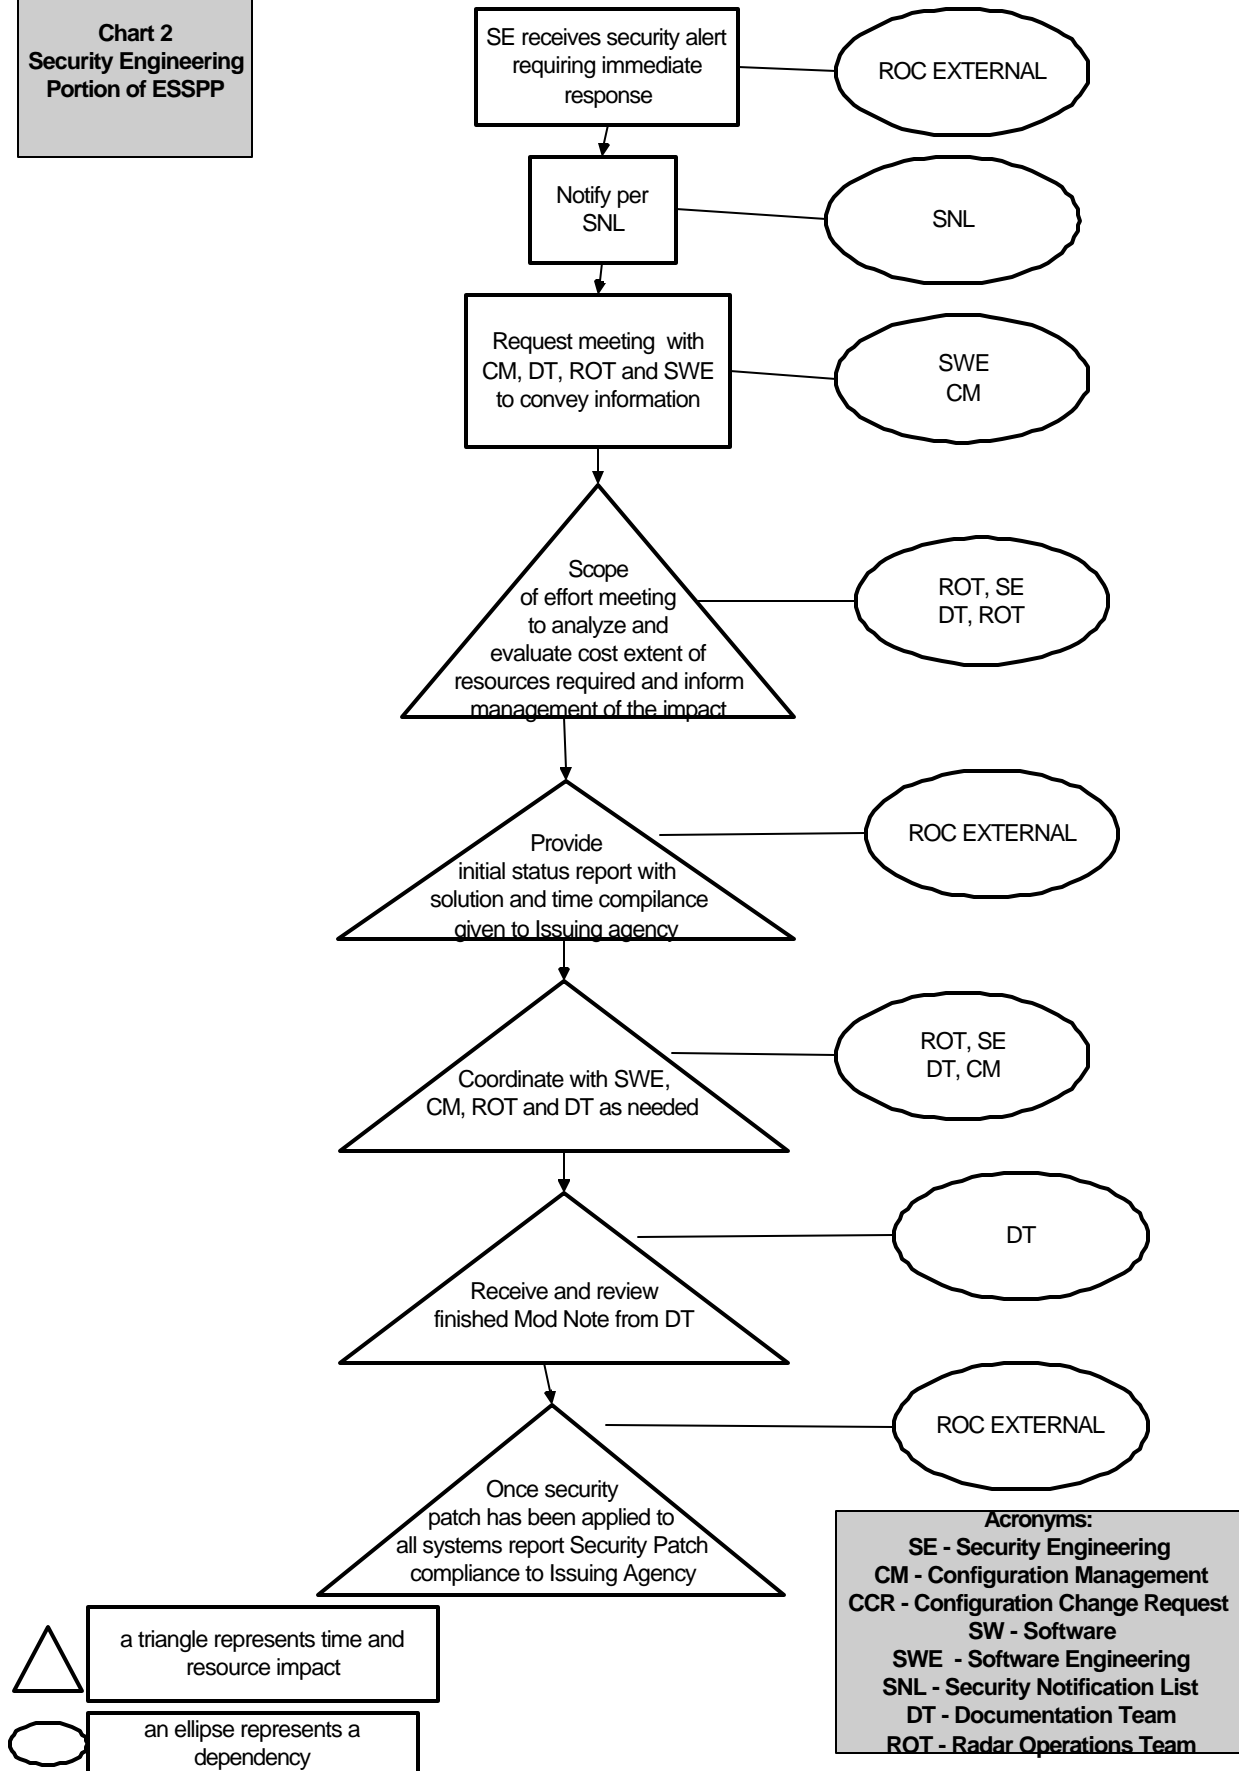 Chart 2
Security Engineering
Portion of ESSPP
SE receives security alert
requiring immediate
response
ROC EXTERNAL
Notify per
SNL
SNL
Request meeting with
CM, DT, ROT and SWE
to convey information
SWE
CM
Scope
of effort meeting
to analyze and
evaluate cost extent of
resources required and inform
management of the impact
ROT, SE
DT, ROT
Provide
initial status report with
solution and time compilance
given to Issuing agency
ROC EXTERNAL
Coordinate with SWE,
CM, ROT and DT as needed
ROT, SE
DT, CM
Receive and review
finished Mod Note from DT
DT
Once security
patch has been applied to
all systems report Security Patch
compliance to Issuing Agency
ROC EXTERNAL
a triangle represents time and
resource impact
an ellipse represents a
dependency
Acronyms:
SE - Security Engineering
CM - Configuration Management
CCR - Configuration Change Request
SW - Software
SWE - Software Engineering
SNL - Security Notification List
DT - Documentation Team
ROT - Radar Operations Team